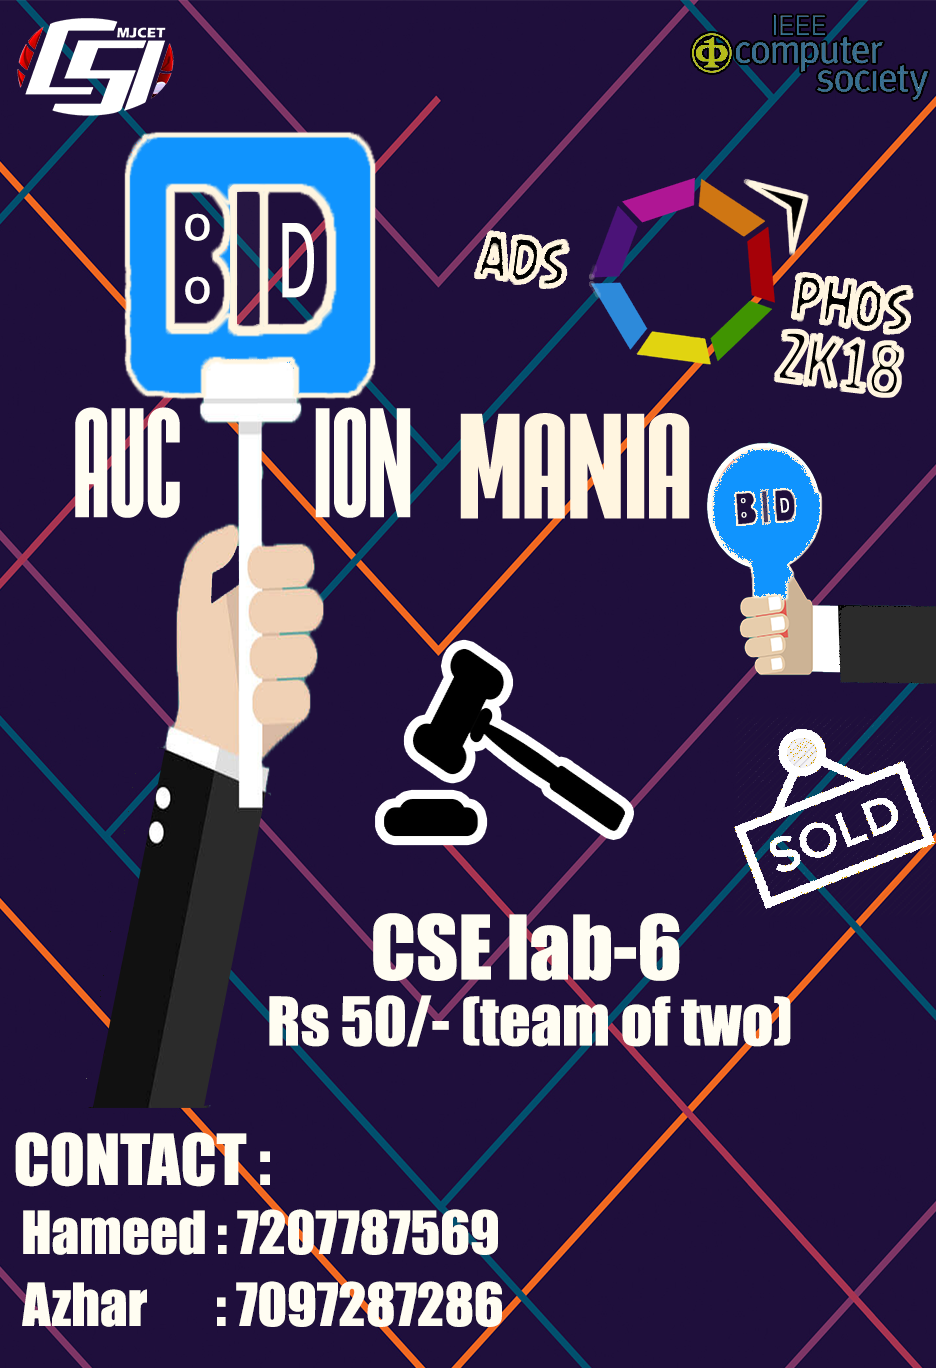 MJCET
CSI
IEEE
computer
society
BID
ADS
PHOS
2K18
AUC ION MANIA
BID
SOLD
CSE lab-6
Rs 50/- (team of two)
CONTACT :
Hameed : 7207787569
Azhar : 7097287286